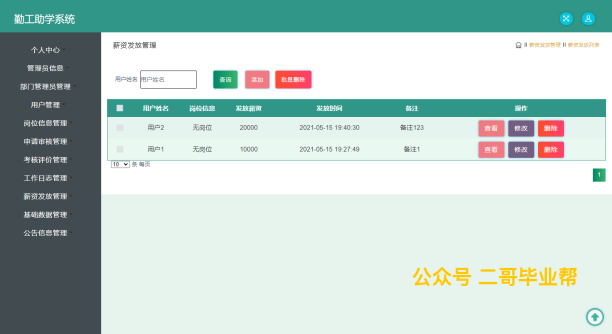 勤工助学系统
个人中心
管理员信息
部门管理员管理
用户管理
岗位信息管理
申请审核管理
考核评价管理
工作日志管理
薪资发放管理
基础数据管理
公告信息管理
薪资发放管理
薪资发放管理 薪资发放列表
用户姓名 用户姓名 查询 添加 批量删除
用户姓名 岗位信息 发放薪资 发放时间 备注 操作
用户2 无岗位 20000 2021-05-15 19:40:30 备注123 查看 修改 删除
用户1 无岗位 10000 2021-05-15 19:27:49 备注1 查看 修改 删除
10 条 每页
1
公众号 二哥毕业帮